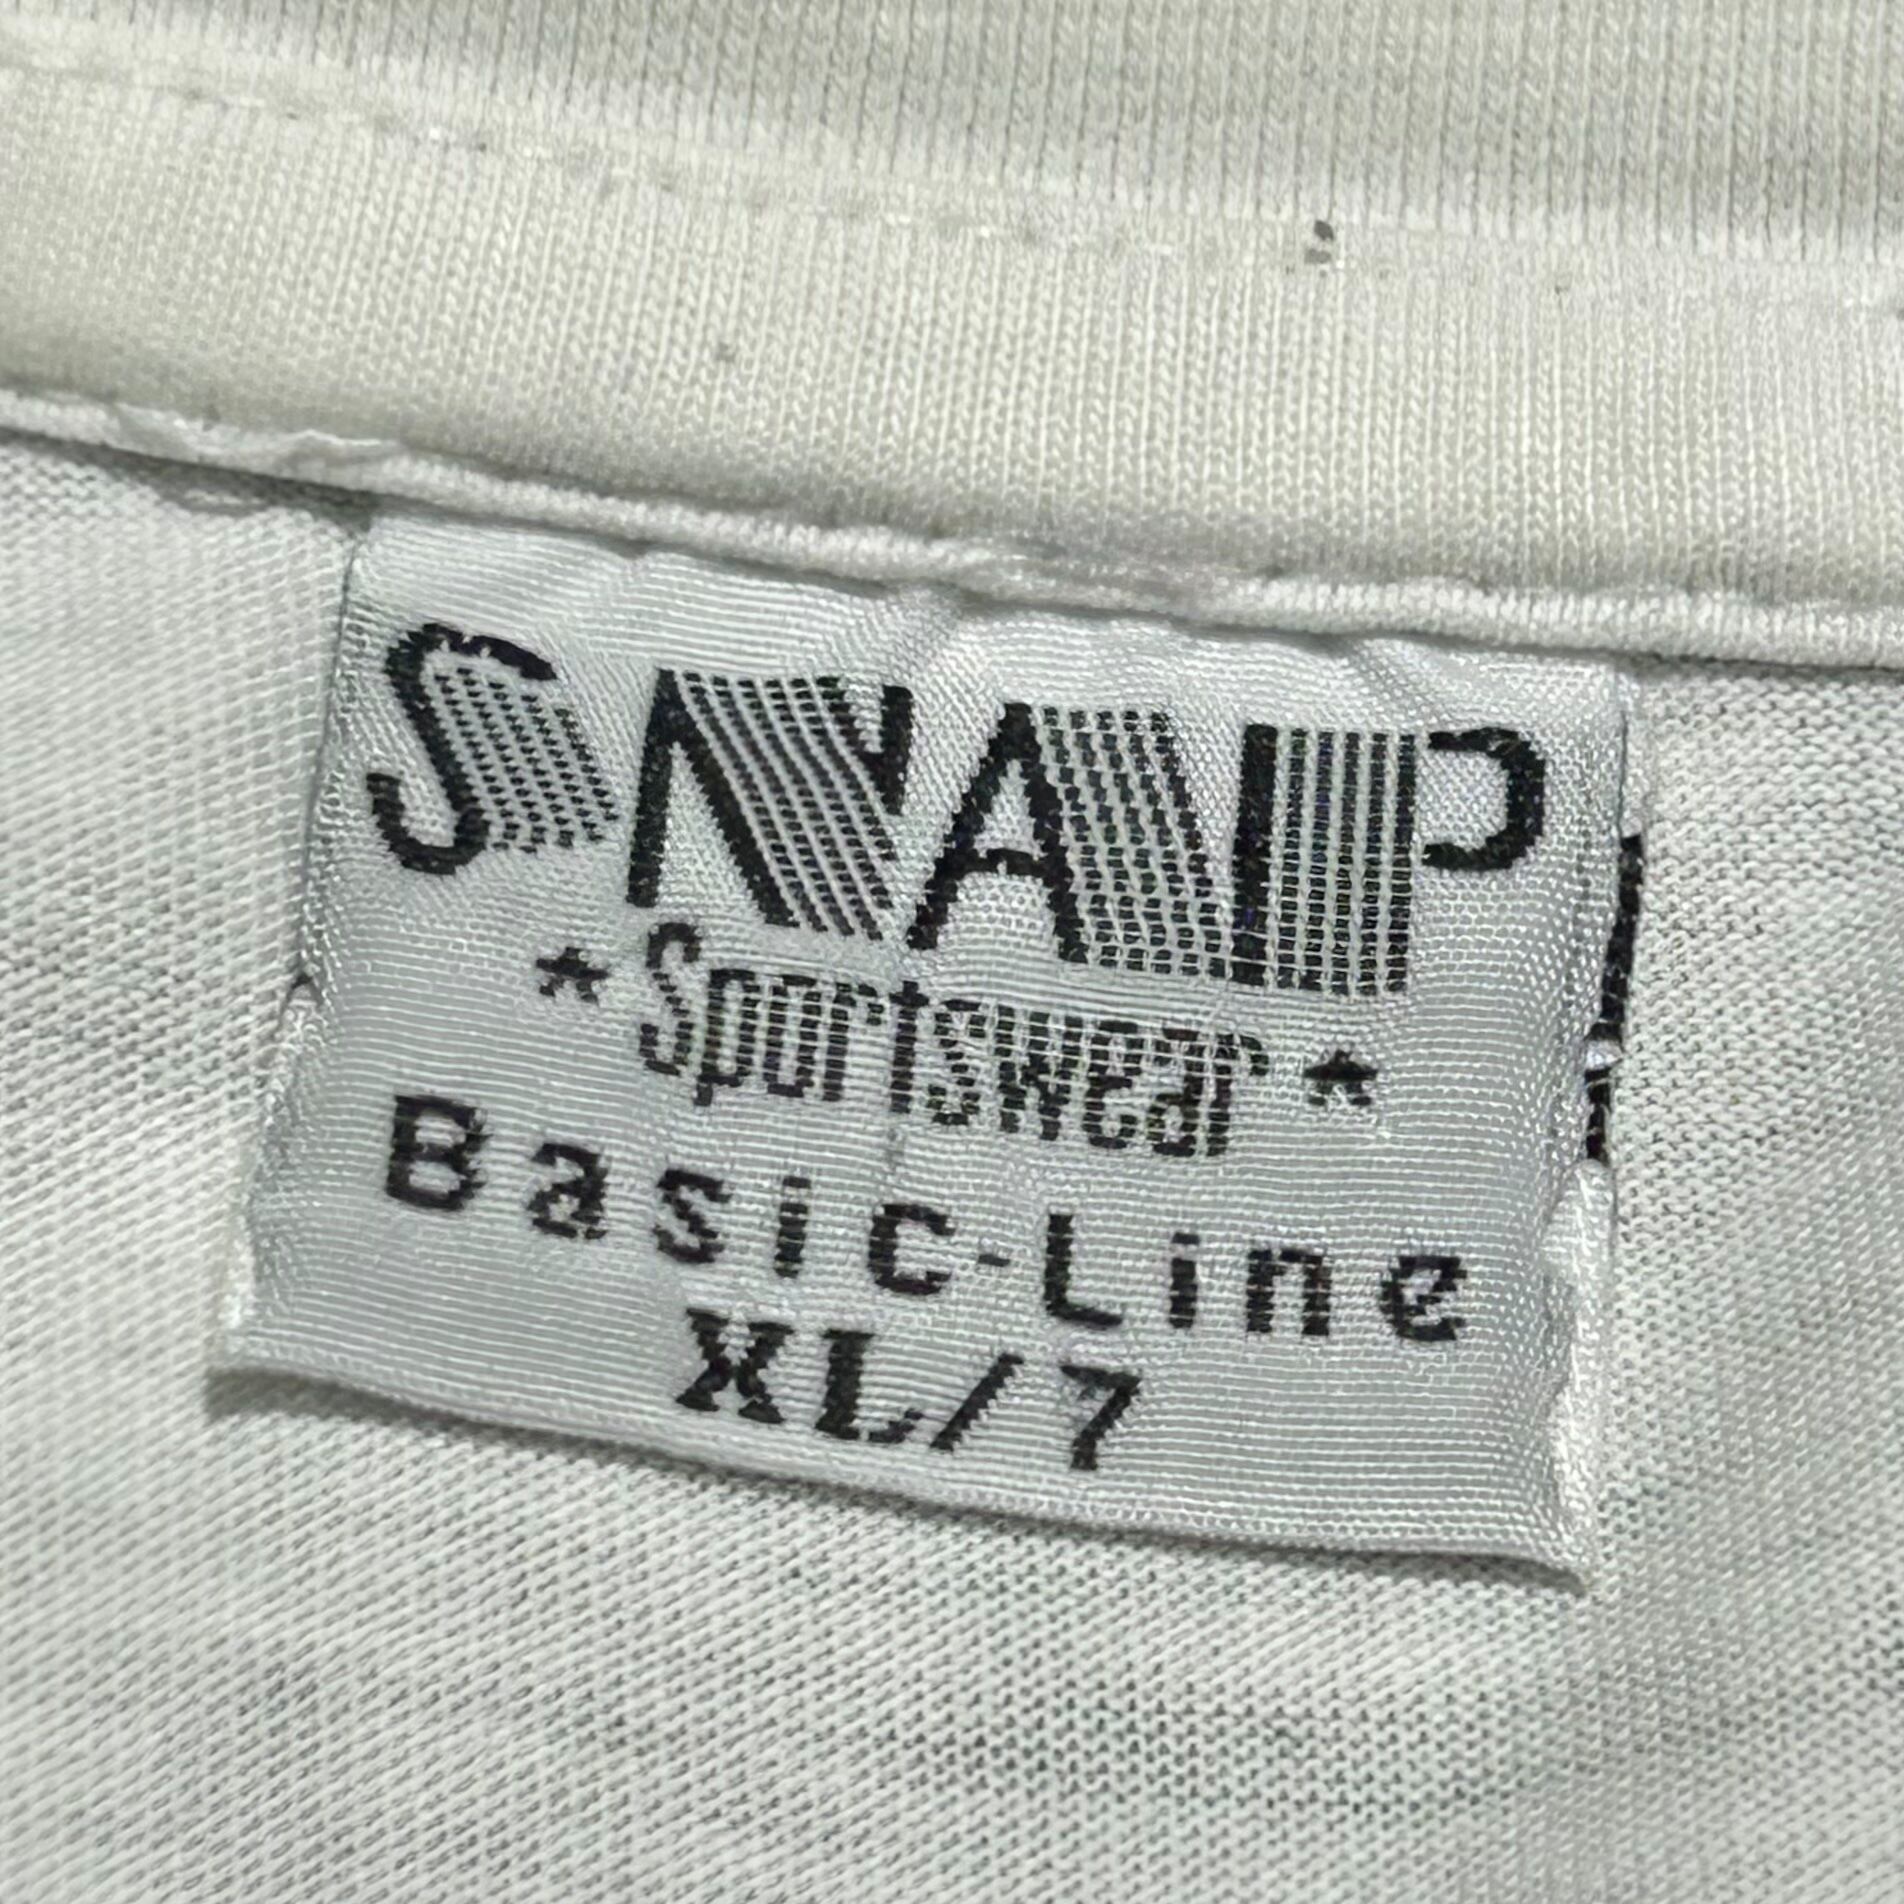 SNAP
* Sportswear *
Basic-Line
XL/7